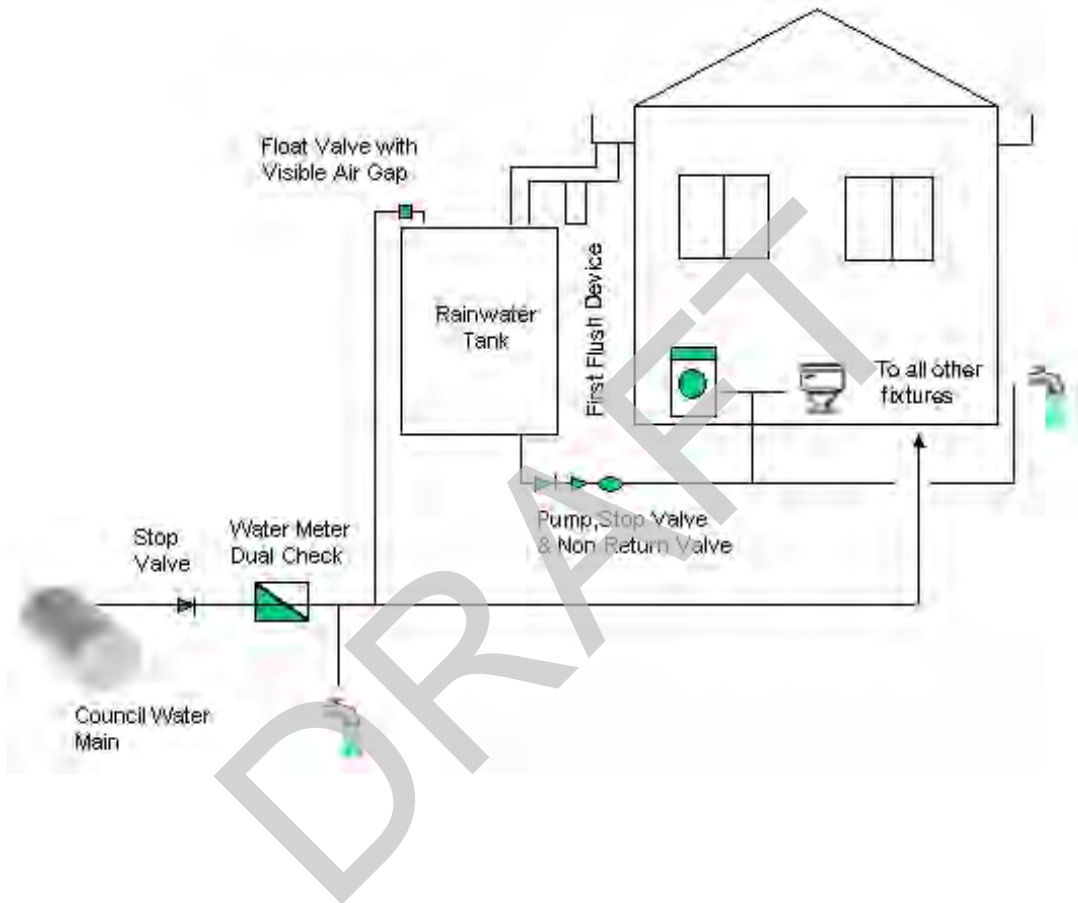 Float Valve with
Visible Air Gap
Rainwater
Tank
First Flush Device
To all other
fixtures
Pump,Stop Valve
& Non Return Valve
Stop
Valve
Water Meter
Dual Check
Council Water
Main
DRAFT